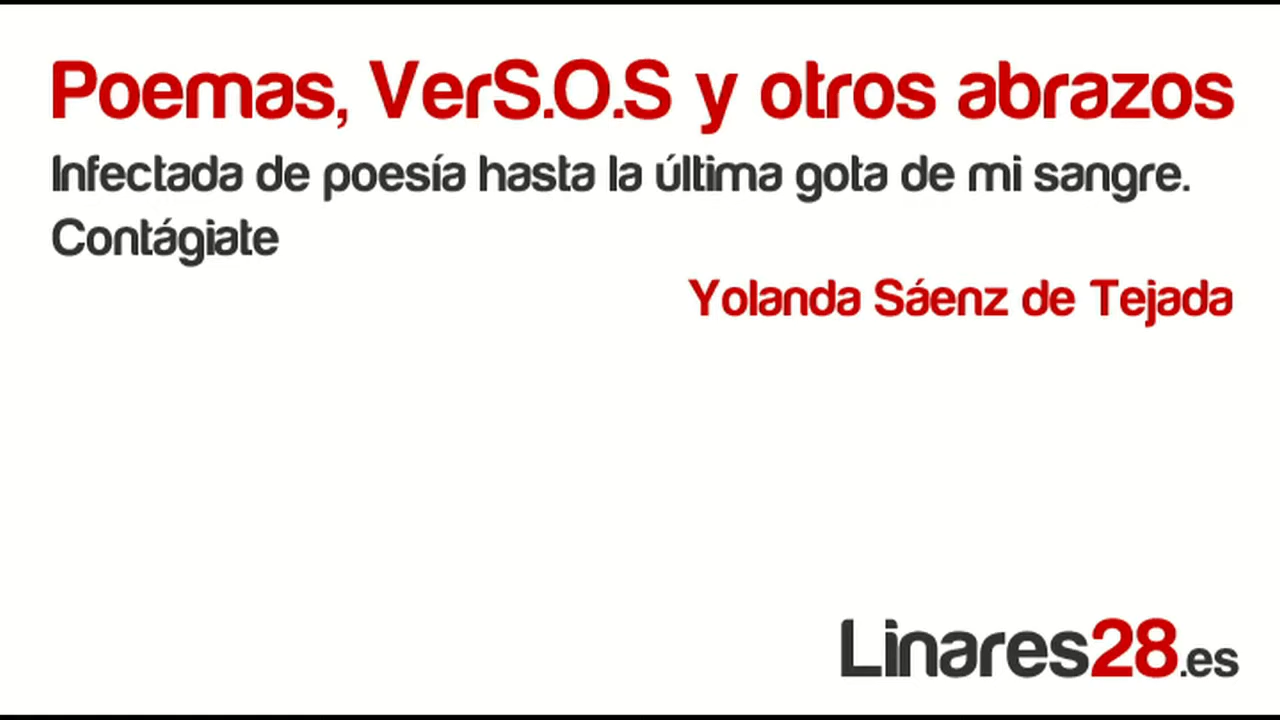 Poemas, VerS.O.S y otros abrazos
Infectada de poesía hasta la última gota de mi sangre.
Contágiate
Yolanda Sáenz de Tejada
Linares28.es